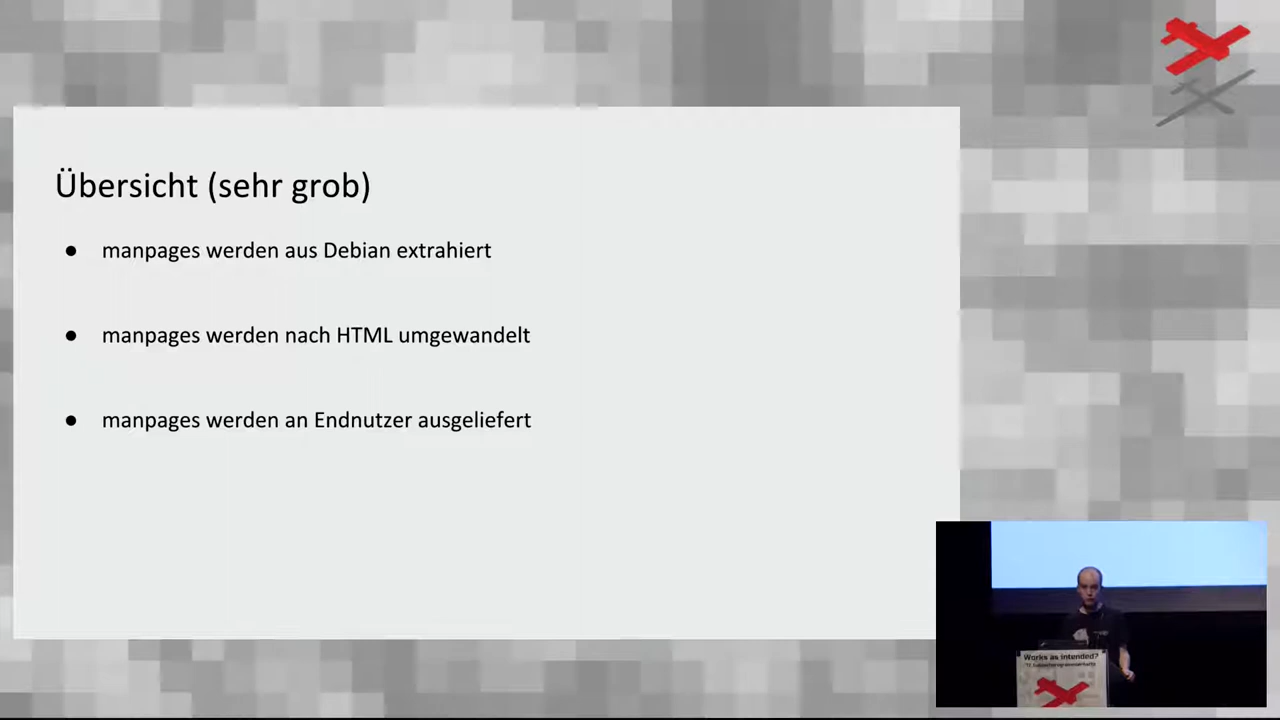 Übersicht (sehr grob)
● manpages werden aus Debian extrahiert
● manpages werden nach HTML umgewandelt
● manpages werden an Endnutzer ausgeliefert
Works as intended?